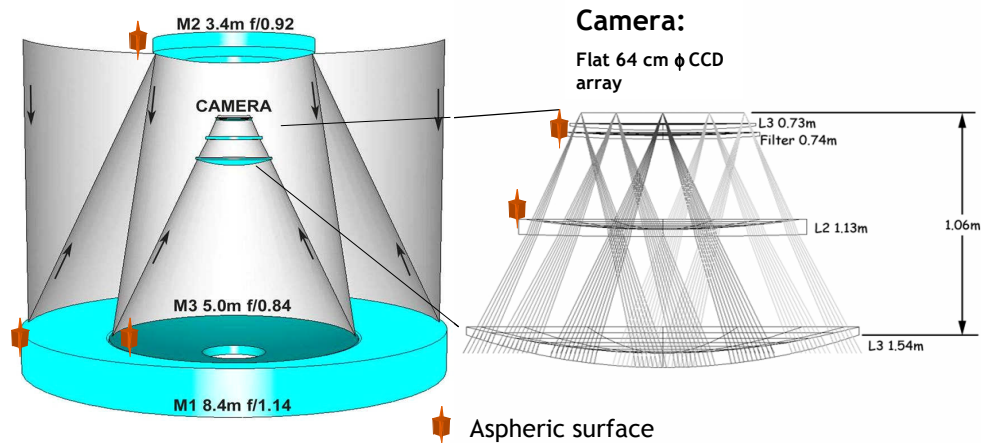 M2 3.4m f/0.92
CAMERA
M3 5.0m f/0.84
M1 8.4m f/1.14
Camera:
Flat 64 cm ϕ CCD
array
L3 0.73m
Filter 0.74m
L2 1.13m
1.06m
L3 1.54m
Aspheric surface